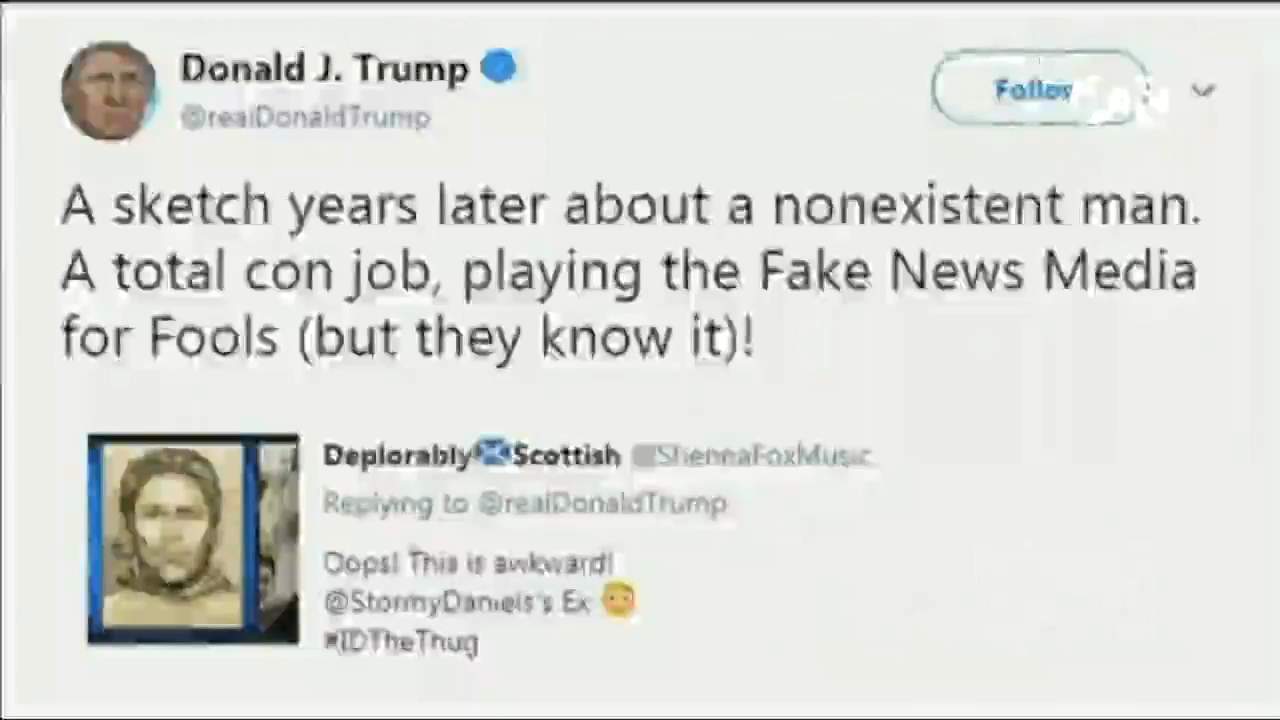 Donald J. Trump
@realDonaldTrump
A sketch years later about a nonexistent man.
A total con job, playing the Fake News Media
for Fools (but they know it)!
Deplorably Scottish @ShennaFoxMusic
Replying to @realDonaldTrump
Oops! This is awkward!
@StormyDaniels's Ex
#IDTheThug